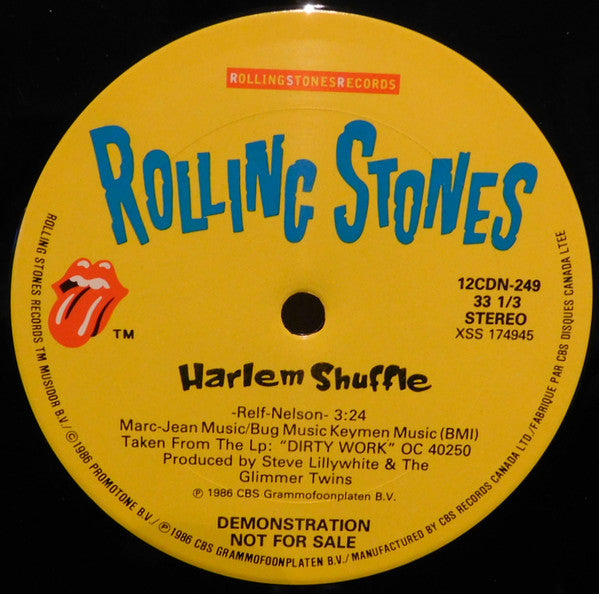 ROLLINGSTONESRECORDS
ROLLING STONES
12CDN-249
33 1/3
STEREO
XSS 174945
TM
Harlem Shuffle
-Relf-Nelson- 3:24
Marc-Jean Music/Bug Music Keymen Music (BMI)
Taken From The Lp: "DIRTY WORK" OC 40250
Produced by Steve Lillywhite & The
Glimmer Twins
℗ 1986 CBS Grammofoonplaten B.V.
DEMONSTRATION
NOT FOR SALE
ROLLING STONES RECORDS TM MUSIDOR B.V./©1986 PROMOTONE B.V./℗1986 CBS GRAMMOFOONPLATEN B.V./MANUFACTURED BY CBS RECORDS CANADA LTD./FABRIQUE PAR CBS DISQUES CANADA LTEE